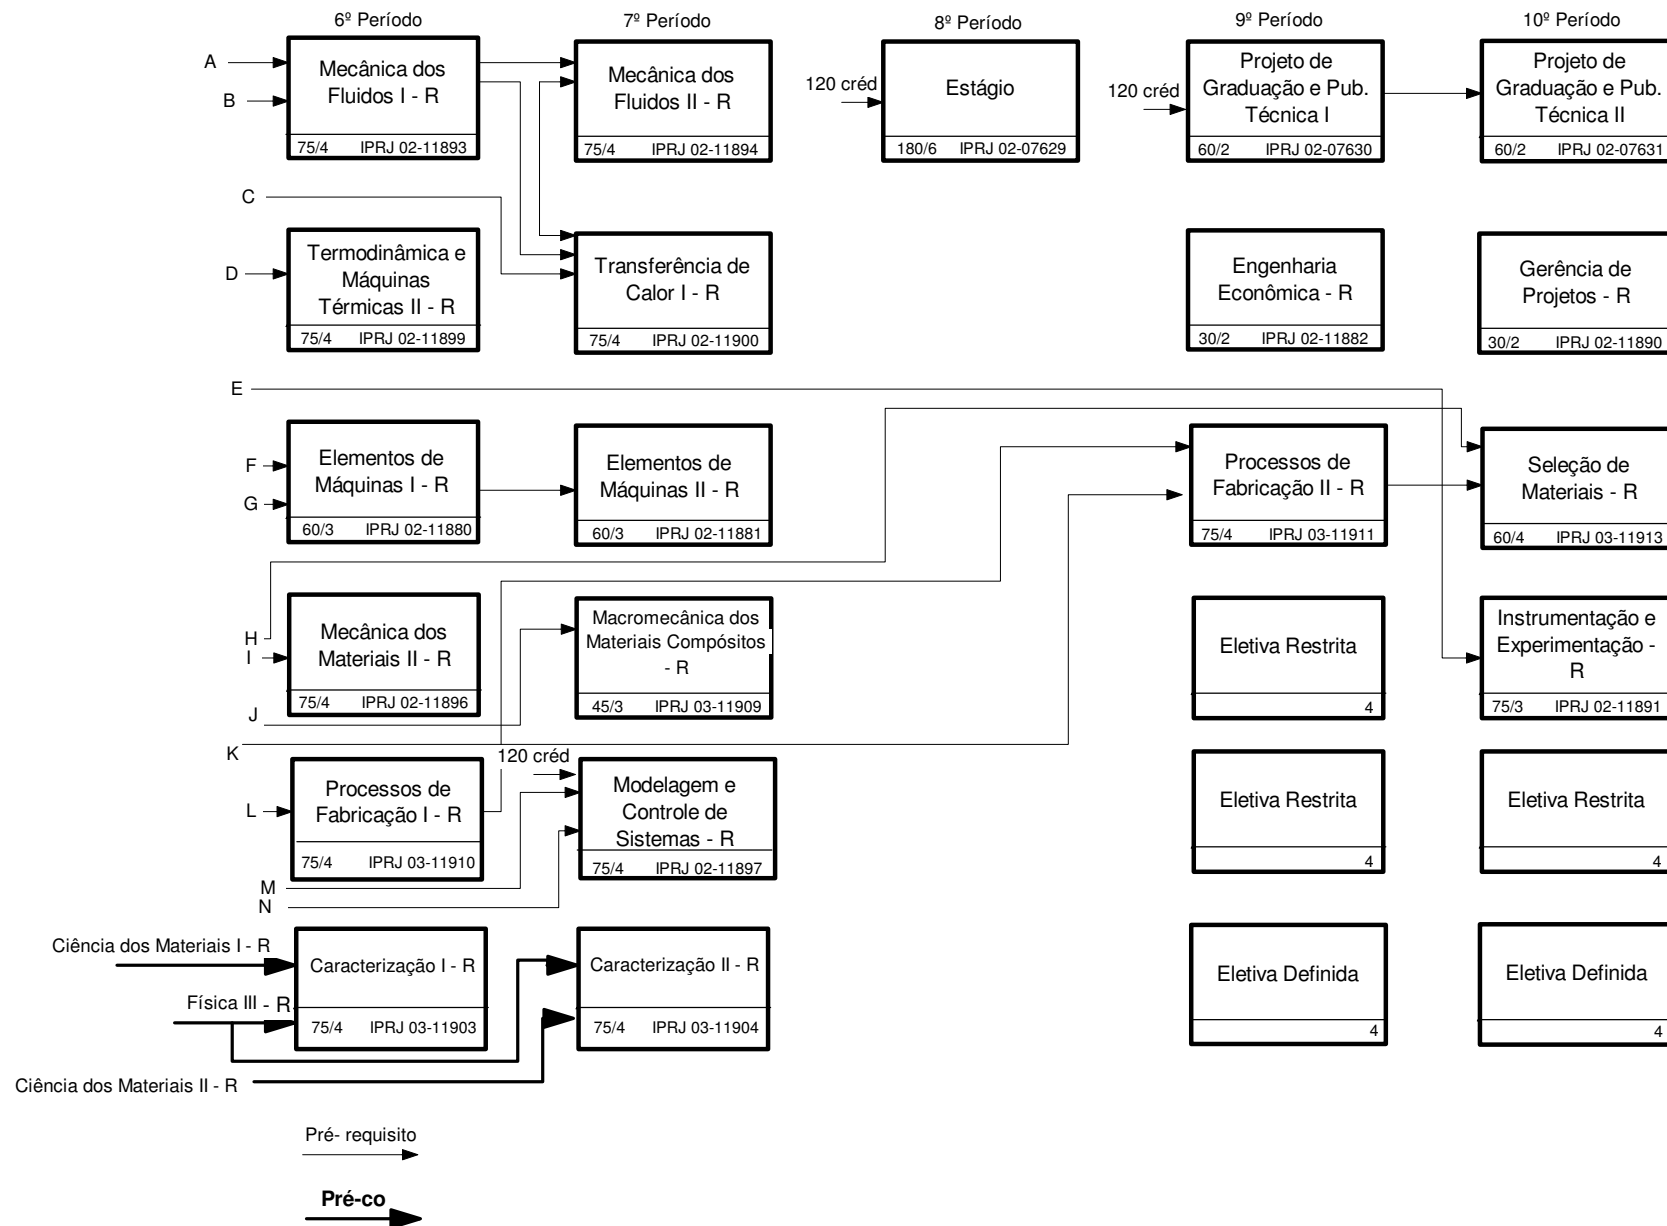 6º Período
7º Período
8º Período
9º Período
10º Período
A
B
Mecânica dos
Fluidos I - R
75/4 IPRJ 02-11893
Mecânica dos
Fluidos II - R
75/4 IPRJ 02-11894
120 créd
Estágio
180/6 IPRJ 02-07629
120 créd
Projeto de
Graduação e Pub.
Técnica I
60/2 IPRJ 02-07630
Projeto de
Graduação e Pub.
Técnica II
60/2 IPRJ 02-07631
C
D
Termodinâmica e
Máquinas
Térmicas II - R
75/4 IPRJ 02-11899
Transferência de
Calor I - R
75/4 IPRJ 02-11900
Engenharia
Econômica - R
30/2 IPRJ 02-11882
Gerência de
Projetos - R
30/2 IPRJ 02-11890
E
F
G
Elementos de
Máquinas I - R
60/3 IPRJ 02-11880
Elementos de
Máquinas II - R
60/3 IPRJ 02-11881
Processos de
Fabricação II - R
75/4 IPRJ 03-11911
Seleção de
Materiais - R
60/4 IPRJ 03-11913
H
I
J
Mecânica dos
Materiais II - R
75/4 IPRJ 02-11896
Macromecânica dos
Materiais Compósitos
- R
45/3 IPRJ 03-11909
Eletiva Restrita
4
Instrumentação e
Experimentação -
R
75/3 IPRJ 02-11891
K
L
Processos de
Fabricação I - R
75/4 IPRJ 03-11910
120 créd
Modelagem e
Controle de
Sistemas - R
75/4 IPRJ 02-11897
Eletiva Restrita
4
Eletiva Restrita
4
M
N
Ciência dos Materiais I - R
Física III - R
Caracterização I - R
75/4 IPRJ 03-11903
Caracterização II - R
75/4 IPRJ 03-11904
Eletiva Definida
4
Eletiva Definida
4
Ciência dos Materiais II - R
Pré- requisito
Pré-co